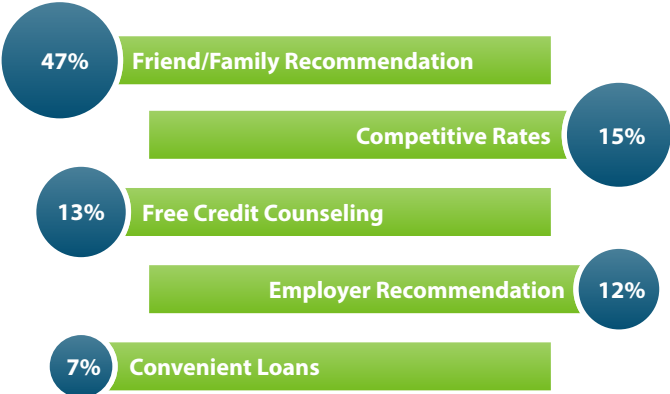 47% Friend/Family Recommendation
Competitive Rates 15%
13% Free Credit Counseling
Employer Recommendation 12%
7% Convenient Loans